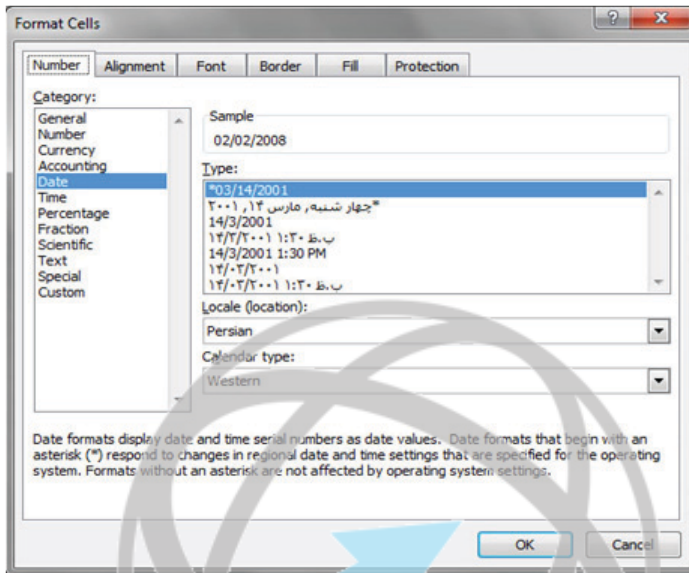 Format Cells
Number Alignment Font Border Fill Protection
Category:
General
Number
Currency
Accounting
Date
Time
Percentage
Fraction
Scientific
Text
Special
Custom
Sample
02/02/2008
Type:
*03/14/2001
*چهار شنبه, مارس ۱۴, ۲۰۰۱
14/3/2001
۱۴/۳/۲۰۰۱ ۱:۳۰ ب.ظ
14/3/2001 1:30 PM
۱۴/۰۳/۲۰۰۱
۱۴/۰۳/۲۰۰۱ ۱:۳۰ ب.ظ
Locale (location):
Persian
Calendar type:
Western
Date formats display date and time serial numbers as date values. Date formats that begin with an
asterisk (*) respond to changes in regional date and time settings that are specified for the operating
system. Formats without an asterisk are not affected by operating system settings.
OK Cancel